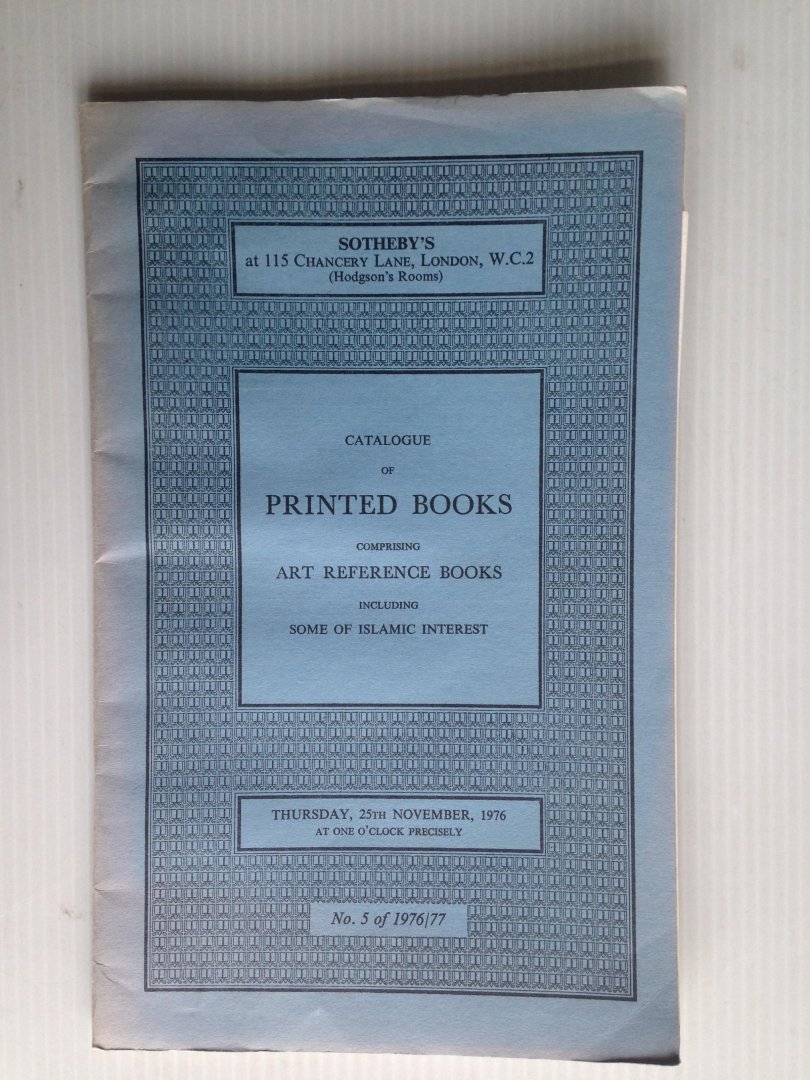 SOTHEBY'S
at 115 CHANCERY LANE, LONDON, W.C.2
(Hodgson's Rooms)
CATALOGUE
OF
PRINTED BOOKS
COMPRISING
ART REFERENCE BOOKS
INCLUDING
SOME OF ISLAMIC INTEREST
THURSDAY, 25TH NOVEMBER, 1976
AT ONE O'CLOCK PRECISELY
No. 5 of 1976/77